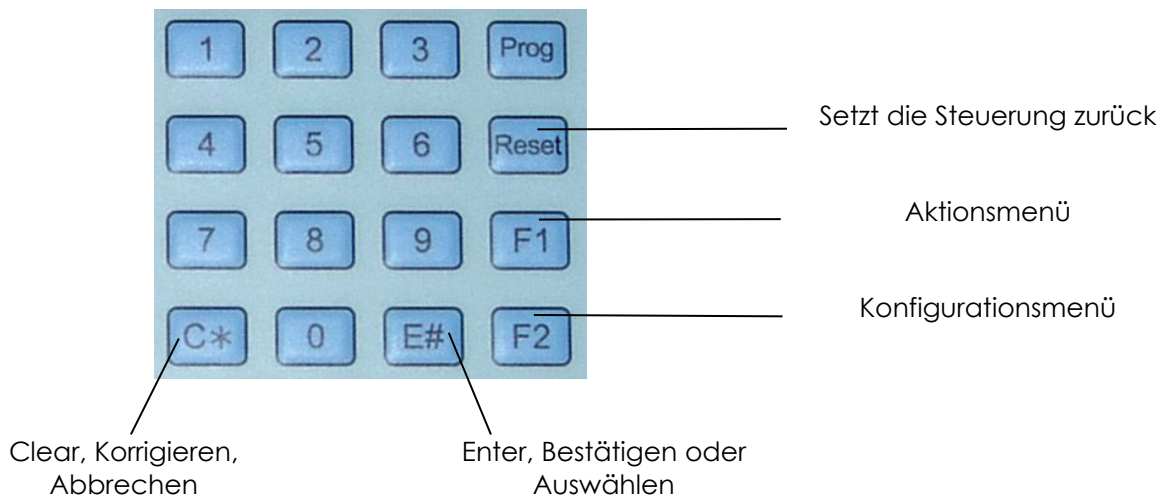 1 2 3 Prog
Setzt die Steuerung zurück
4 5 6 Reset
Aktionsmenü
7 8 9 F1
Konfigurationsmenü
C* 0 E# F2
Clear, Korrigieren,
Abbrechen
Enter, Bestätigen oder
Auswählen